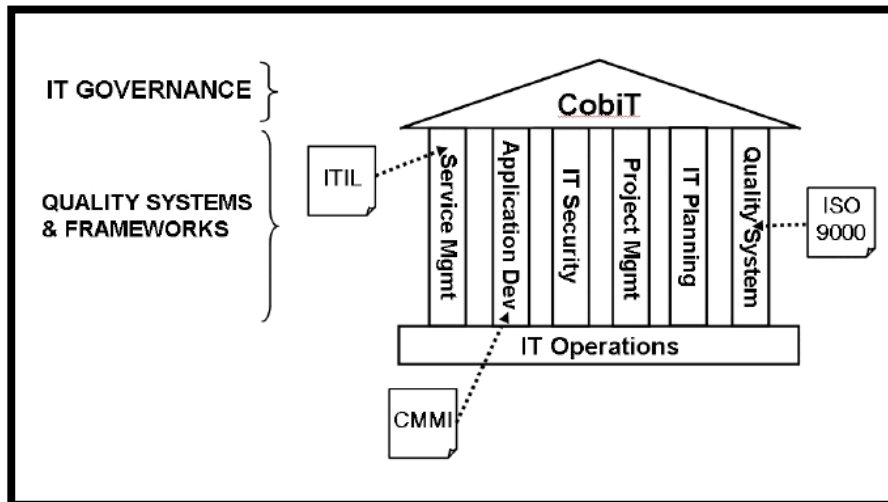 IT GOVERNANCE
CobiT
QUALITY SYSTEMS
& FRAMEWORKS
ITIL
Service Mgmt
Application Dev
IT Security
Project Mgmt
IT Planning
Quality System
ISO
9000
IT Operations
CMMI